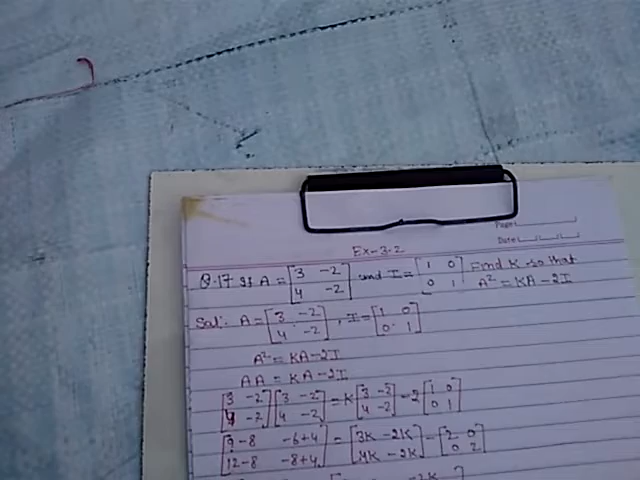 Page:
Date:
Ex-3.2
Q.17 If A = [3 -2 and I = [1 0 Find K so that
4 -2] 0 1] A² = KA - 2I
Sol:. A = [3 -2 , I = [1 0
4 -2] 0 1]
A² = KA - 2I
AA = KA - 2I
[3 -2 [3 -2 = K [3 -2 - 2 [1 0
4 -2] 4 -2] 4 -2] 0 1]
[9-8 -6+4 = [3K -2K - [2 0
12-8 -8+4] 4K -2K] 0 2]